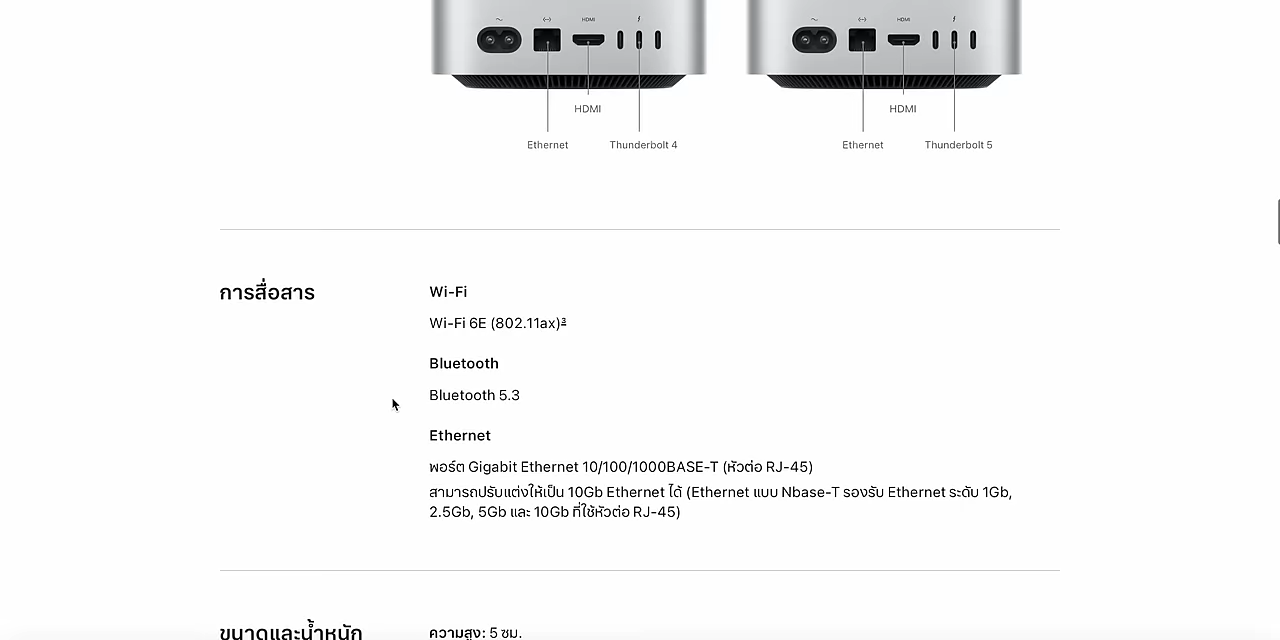 HDMI
HDMI
HDMI
HDMI
Ethernet
Thunderbolt 4
Ethernet
Thunderbolt 5
การสื่อสาร
Wi-Fi
Wi-Fi 6E (802.11ax)³
Bluetooth
Bluetooth 5.3
Ethernet
พอร์ต Gigabit Ethernet 10/100/1000BASE-T (หัวต่อ RJ-45)
สามารถปรับแต่งให้เป็น 10Gb Ethernet ได้ (Ethernet แบบ Nbase-T รองรับ Ethernet ระดับ 1Gb,
2.5Gb, 5Gb และ 10Gb ที่ใช้หัวต่อ RJ-45)
ขนาดและน้ำหนัก
ความสูง: 5 ซม.